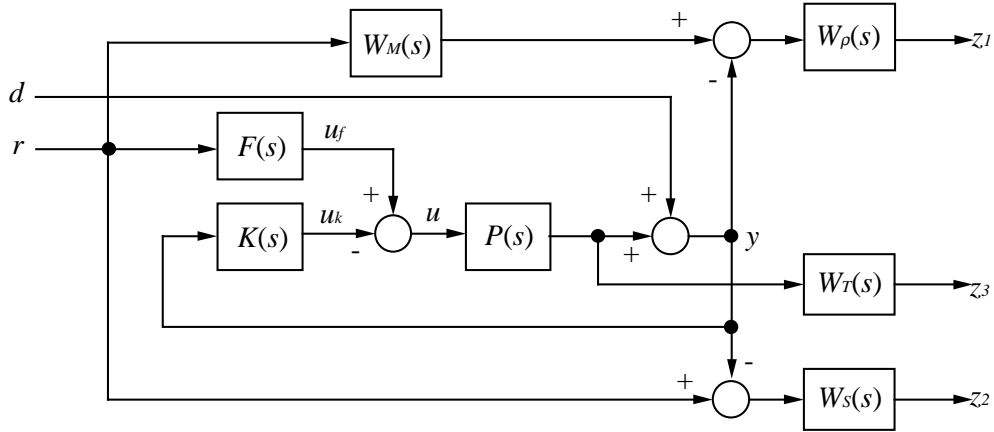 W_M(s) + - W_ρ(s) z_1
d
r F(s) u_f + +
K(s) u_k - u P(s) + y
W_T(s) z_3
+ - W_S(s) z_2